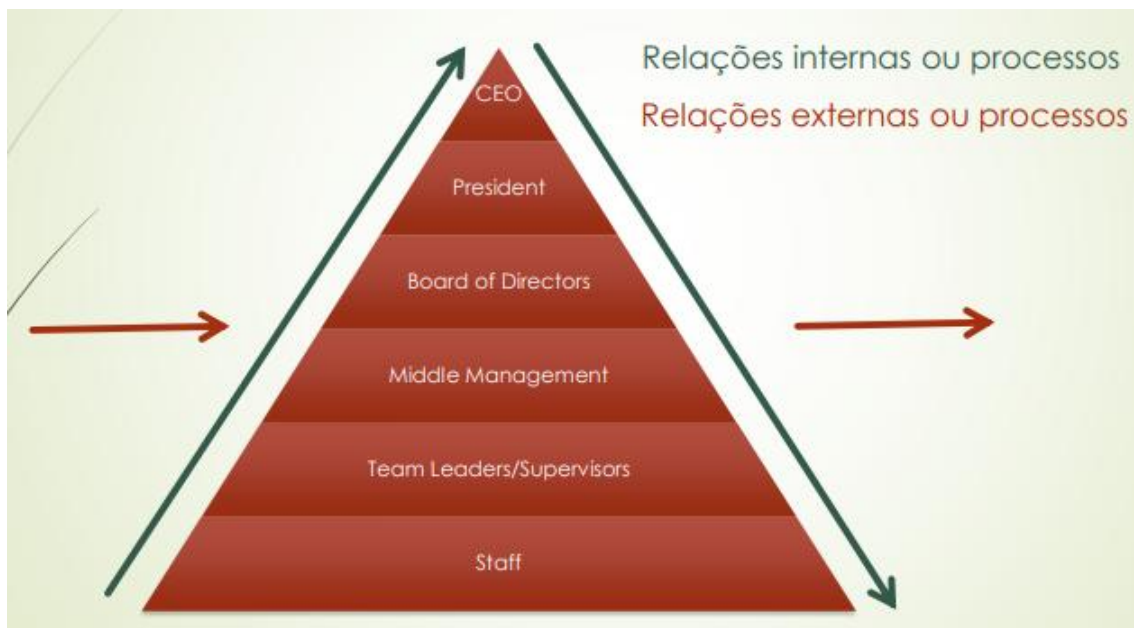 Relações internas ou processos
Relações externas ou processos
CEO
President
Board of Directors
Middle Management
Team Leaders/Supervisors
Staff